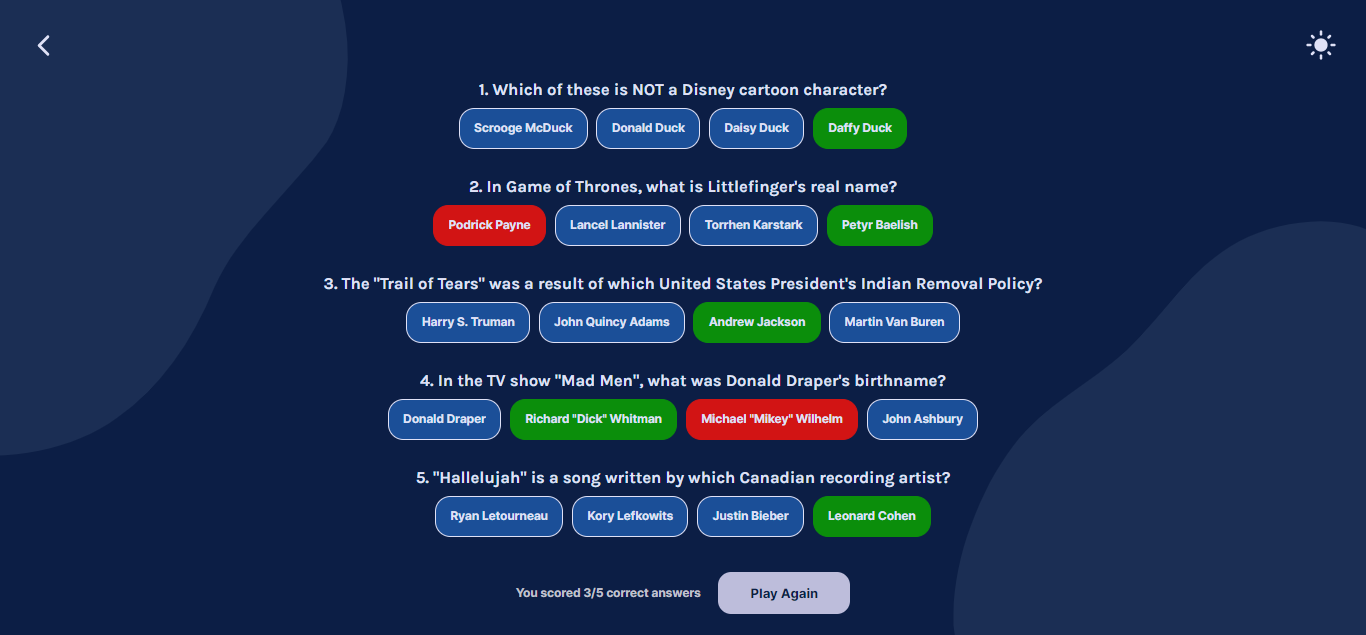 1. Which of these is NOT a Disney cartoon character?
Scrooge McDuck Donald Duck Daisy Duck Daffy Duck
2. In Game of Thrones, what is Littlefinger's real name?
Podrick Payne Lancel Lannister Torrhen Karstark Petyr Baelish
3. The "Trail of Tears" was a result of which United States President's Indian Removal Policy?
Harry S. Truman John Quincy Adams Andrew Jackson Martin Van Buren
4. In the TV show "Mad Men", what was Donald Draper's birthname?
Donald Draper Richard "Dick" Whitman Michael "Mikey" Wilhelm John Ashbury
5. "Hallelujah" is a song written by which Canadian recording artist?
Ryan Letourneau Kory Lefkowits Justin Bieber Leonard Cohen
You scored 3/5 correct answers Play Again